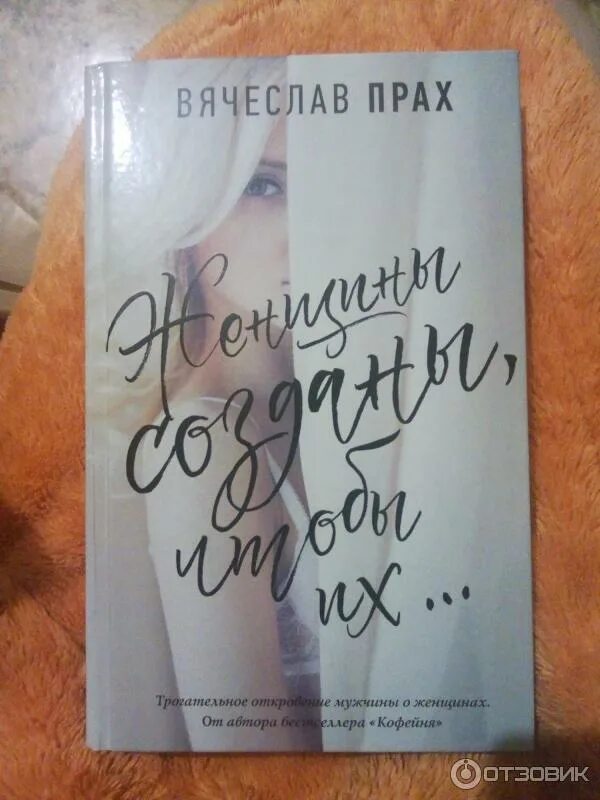 ВЯЧЕСЛАВ ПРАХ
Женщины
созданы,
чтобы
их ...
Трогательное откровение мужчины о женщинах.
От автора бестселлера «Кофейня»
ОТЗОВИК